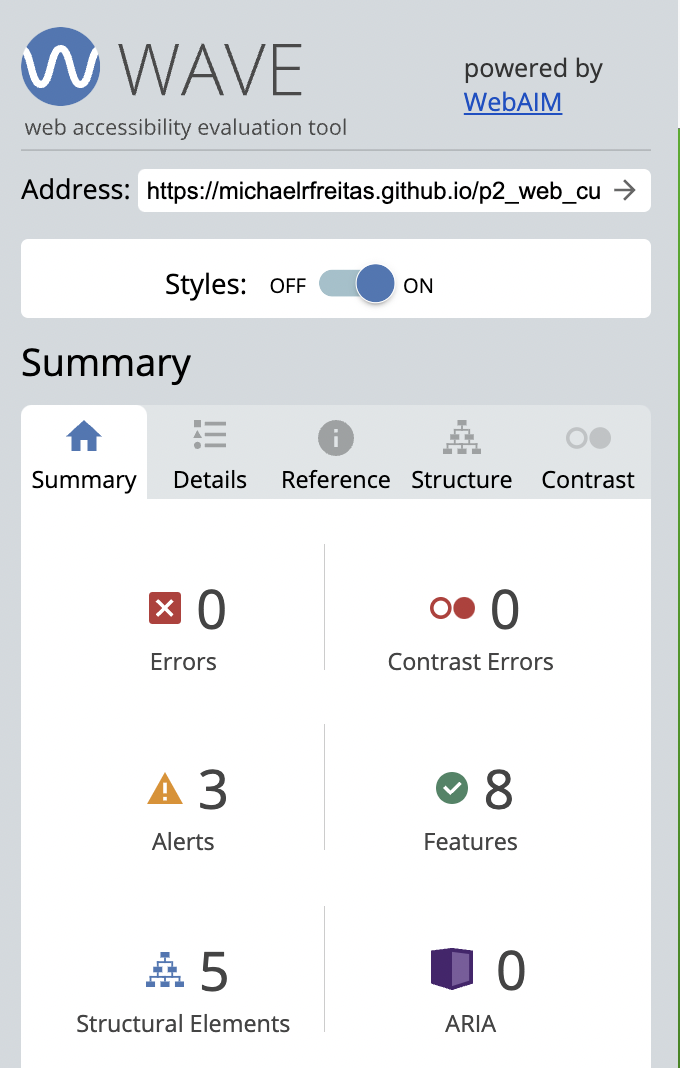 WAVE
powered by
WebAIM
web accessibility evaluation tool
Address: https://michaelrfreitas.github.io/p2_web_cu
Styles: OFF ON
Summary
Summary Details Reference Structure Contrast
0 0
Errors Contrast Errors
3 8
Alerts Features
5 0
Structural Elements ARIA